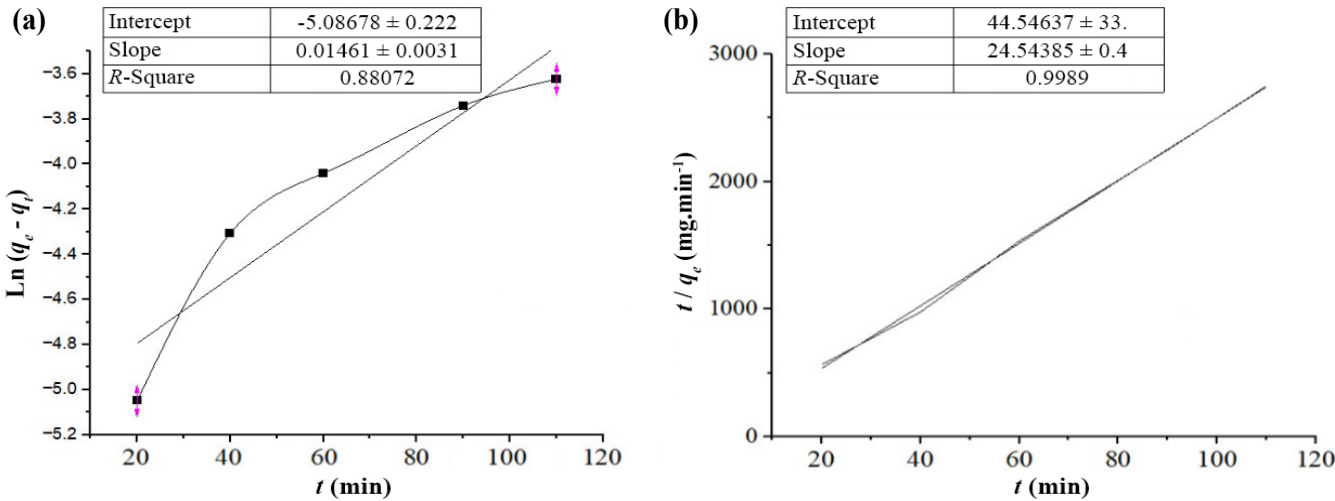 (a)
Intercept -5.08678 ± 0.222
Slope 0.01461 ± 0.0031
R-Square 0.88072
Ln (qe - qt)
−3.6
−3.8
−4.0
−4.2
−4.4
−4.6
−4.8
−5.0
−5.2
20 40 60 80 100 120
t (min)
(b)
Intercept 44.54637 ± 33.
Slope 24.54385 ± 0.4
R-Square 0.9989
t / qe (mg.min-1)
3000
2000
1000
0
20 40 60 80 100 120
t (min)